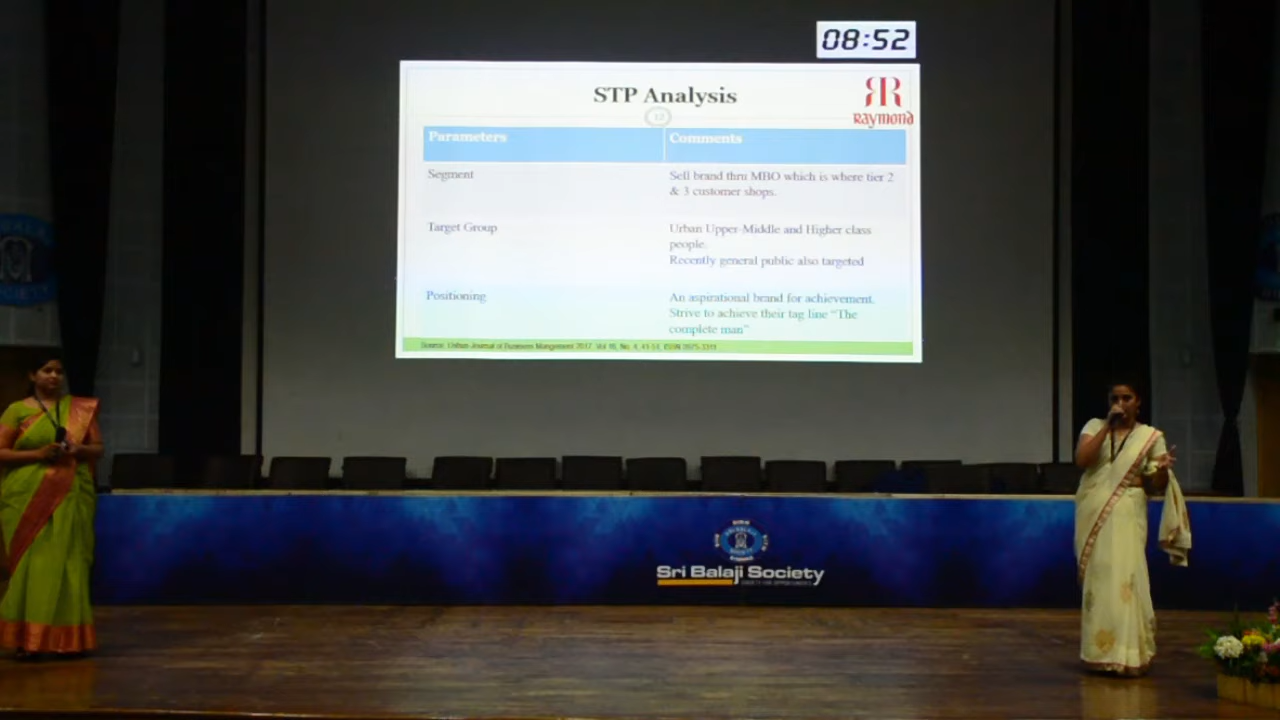 08:52
STP Analysis
Raymond
Parameters
Comments
Segment
Sell brand thru MBO which is where tier 2
& 3 customer shops.
Target Group
Urban Upper-Middle and Higher class
people.
Recently general public also targeted
Positioning
An aspirational brand for achievement.
Strive to achieve their tag line "The
complete man"
Sri Balaji Society